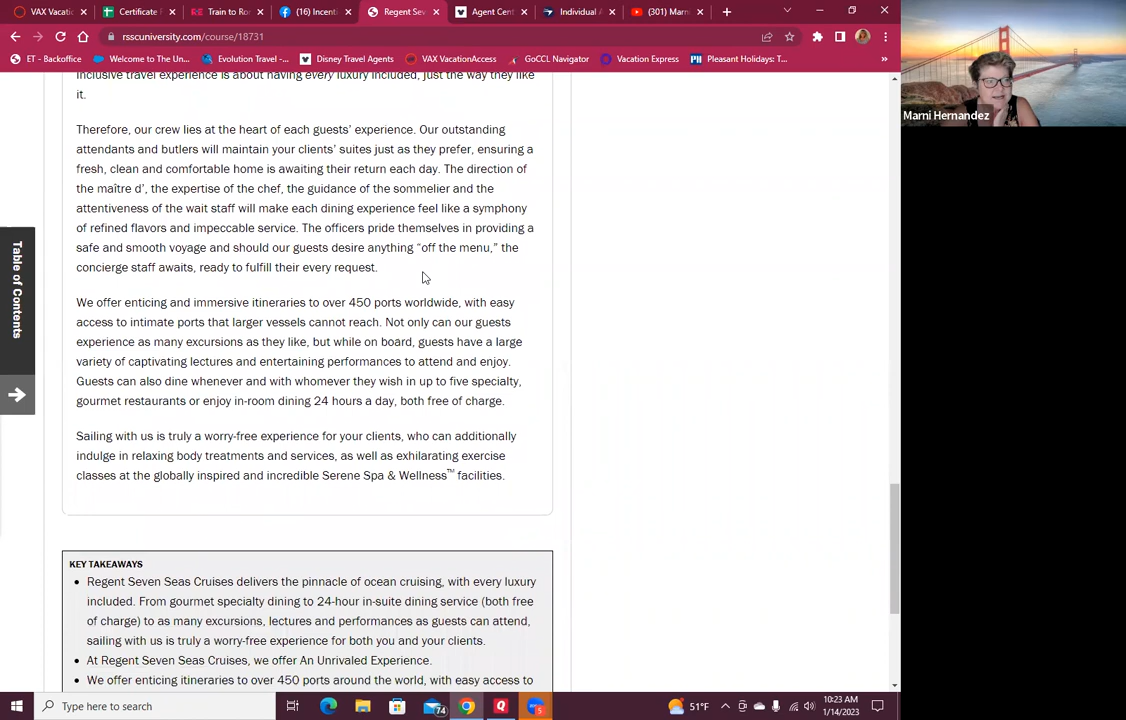 VAX Vacatio
Certificate F
Train to Ror
(16) Incenti
Regent Sev
Agent Cent
Individual A
(301) Marni
rsscuniversity.com/course/18731
ET - Backoffice
Welcome to The Un...
Evolution Travel -...
Disney Travel Agents
VAX VacationAccess
GoCCL Navigator
Vacation Express
Pleasant Holidays: T...
Marni Hernandez
inclusive travel experience is about having every luxury included, just the way they like
it.
Therefore, our crew lies at the heart of each guests' experience. Our outstanding
attendants and butlers will maintain your clients' suites just as they prefer, ensuring a
fresh, clean and comfortable home is awaiting their return each day. The direction of
the maître d', the expertise of the chef, the guidance of the sommelier and the
attentiveness of the wait staff will make each dining experience feel like a symphony
of refined flavors and impeccable service. The officers pride themselves in providing a
safe and smooth voyage and should our guests desire anything “off the menu,” the
concierge staff awaits, ready to fulfill their every request.
We offer enticing and immersive itineraries to over 450 ports worldwide, with easy
access to intimate ports that larger vessels cannot reach. Not only can our guests
experience as many excursions as they like, but while on board, guests have a large
variety of captivating lectures and entertaining performances to attend and enjoy.
Guests can also dine whenever and with whomever they wish in up to five specialty,
gourmet restaurants or enjoy in-room dining 24 hours a day, both free of charge.
Sailing with us is truly a worry-free experience for your clients, who can additionally
indulge in relaxing body treatments and services, as well as exhilarating exercise
classes at the globally inspired and incredible Serene Spa & Wellness™ facilities.
Table of Contents
KEY TAKEAWAYS
• Regent Seven Seas Cruises delivers the pinnacle of ocean cruising, with every luxury
included. From gourmet specialty dining to 24-hour in-suite dining service (both free
of charge) to as many excursions, lectures and performances as guests can attend,
sailing with us is truly a worry-free experience for both you and your clients.
• At Regent Seven Seas Cruises, we offer An Unrivaled Experience.
• We offer enticing itineraries to over 450 ports around the world, with easy access to
Type here to search
74
5
51°F
10:23 AM
1/14/2023